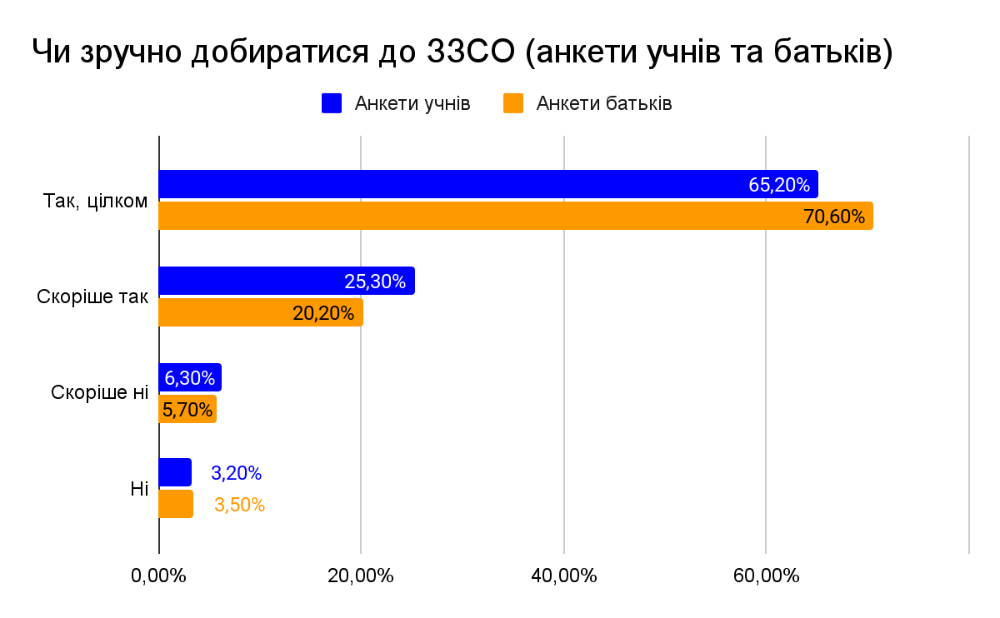 Чи зручно добиратися до ЗЗСО (анкети учнів та батьків)
Анкети учнів
Анкети батьків
Так, цілком
65,20%
70,60%
Скоріше так
25,30%
20,20%
Скоріше ні
6,30%
5,70%
Ні
3,20%
3,50%
0,00%
20,00%
40,00%
60,00%